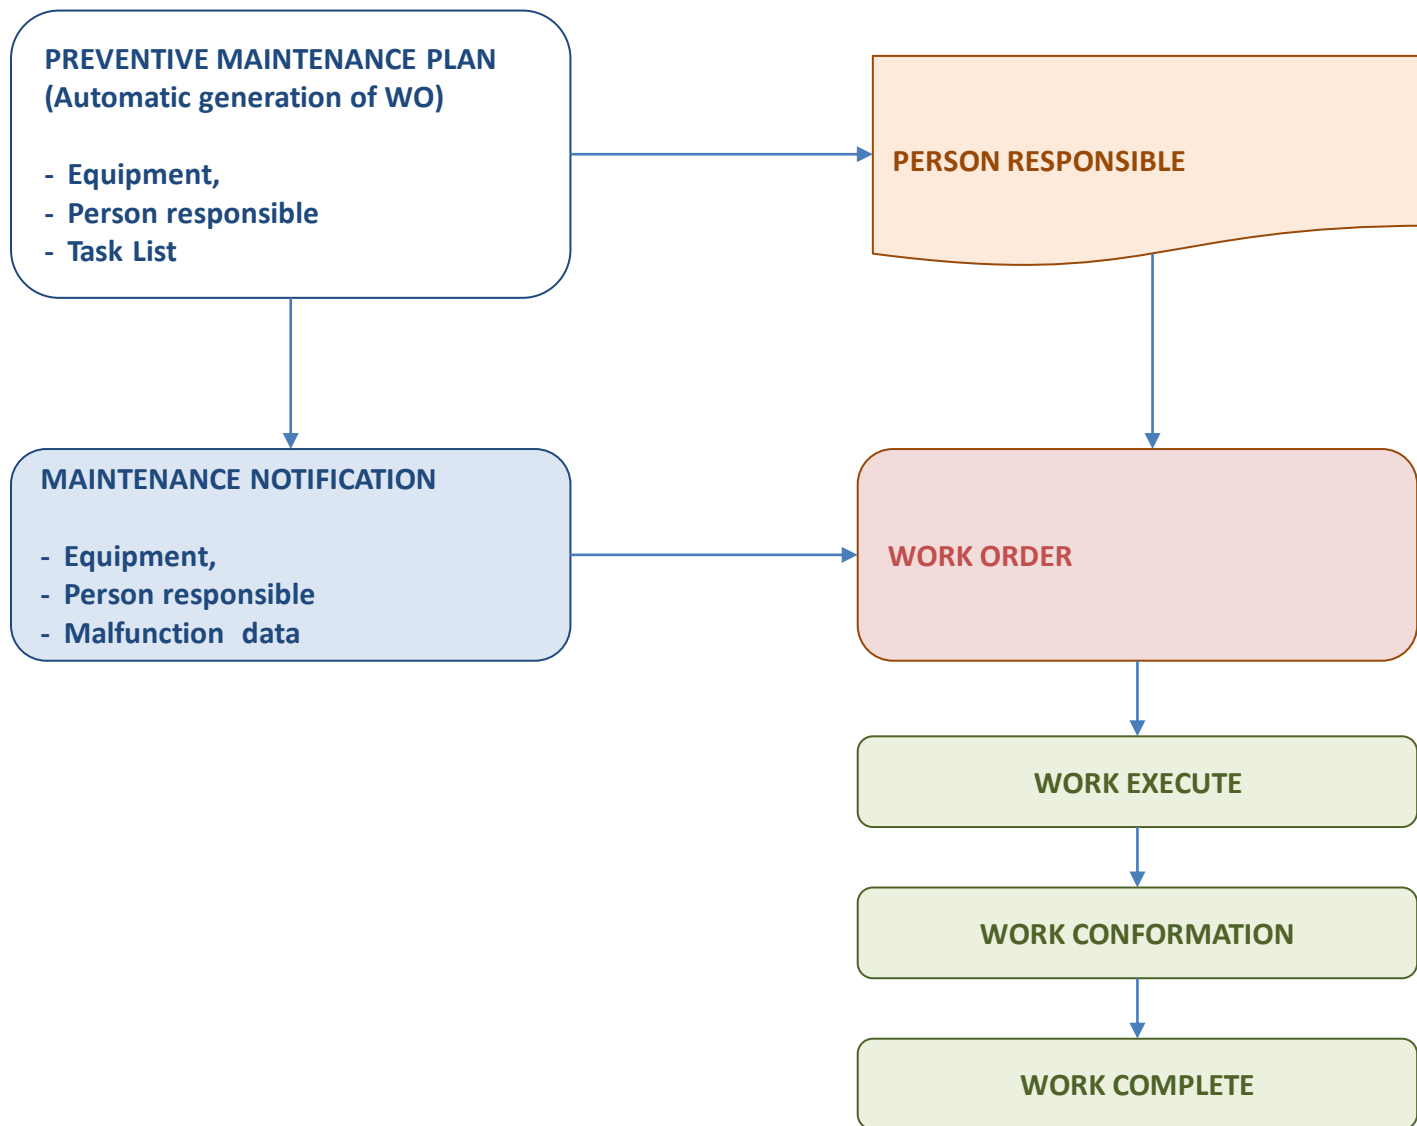 PREVENTIVE MAINTENANCE PLAN
(Automatic generation of WO)
- Equipment,
- Person responsible
- Task List
PERSON RESPONSIBLE
MAINTENANCE NOTIFICATION
- Equipment,
- Person responsible
- Malfunction data
WORK ORDER
WORK EXECUTE
WORK CONFORMATION
WORK COMPLETE